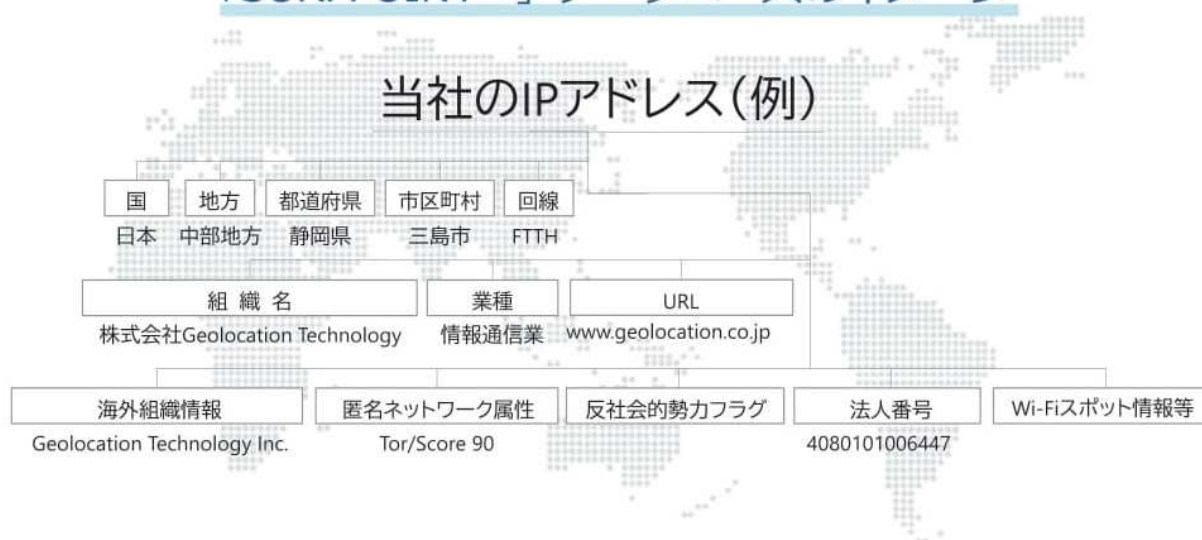 当社のIPアドレス(例)
国 地方 都道府県 市区町村 回線
日本 中部地方 静岡県 三島市 FTTH
組織名 業種 URL
株式会社Geolocation Technology 情報通信業 www.geolocation.co.jp
海外組織情報 匿名ネットワーク属性 反社会的勢力フラグ 法人番号 Wi-Fiスポット情報等
Geolocation Technology Inc. Tor/Score 90 4080101006447